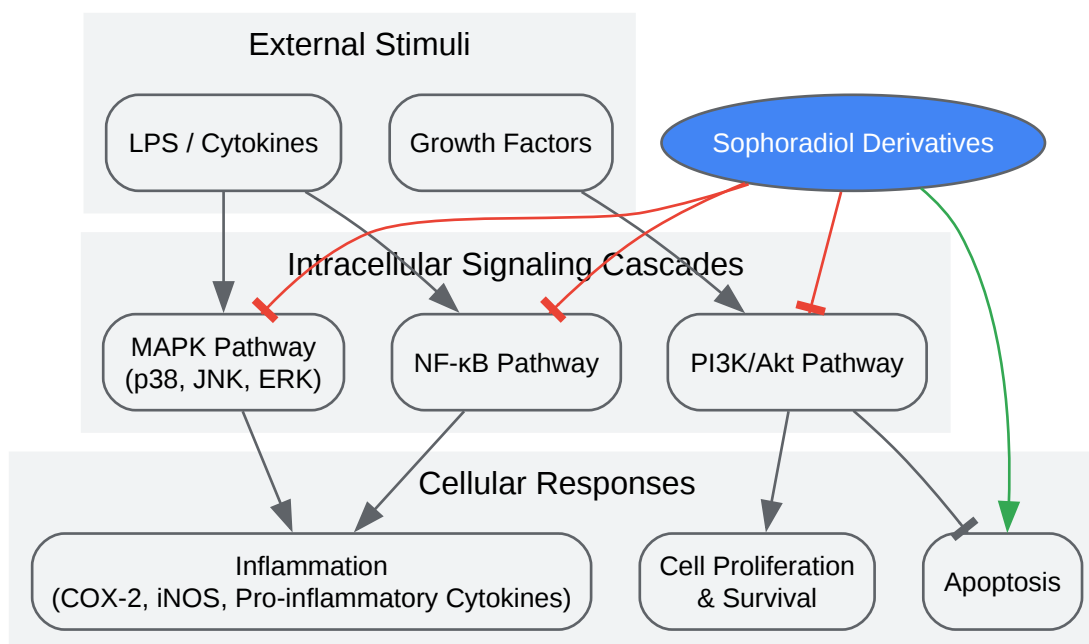 External Stimuli
LPS / Cytokines
Growth Factors
Sophoradiol Derivatives
Intracellular Signaling Cascades
MAPK Pathway
(p38, JNK, ERK)
NF-κB Pathway
PI3K/Akt Pathway
Cellular Responses
Inflammation
(COX-2, iNOS, Pro-inflammatory Cytokines)
Cell Proliferation
& Survival
Apoptosis